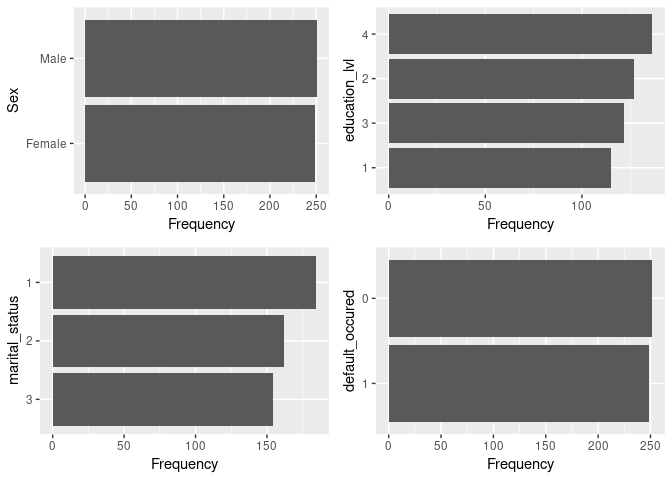 Sex
Male
Female
0 50 100 150 200 250
Frequency
education_lvl
4
2
3
1
0 50 100
Frequency
marital_status
1
2
3
0 50 100 150
Frequency
default_occured
0
1
0 50 100 150 200 250
Frequency